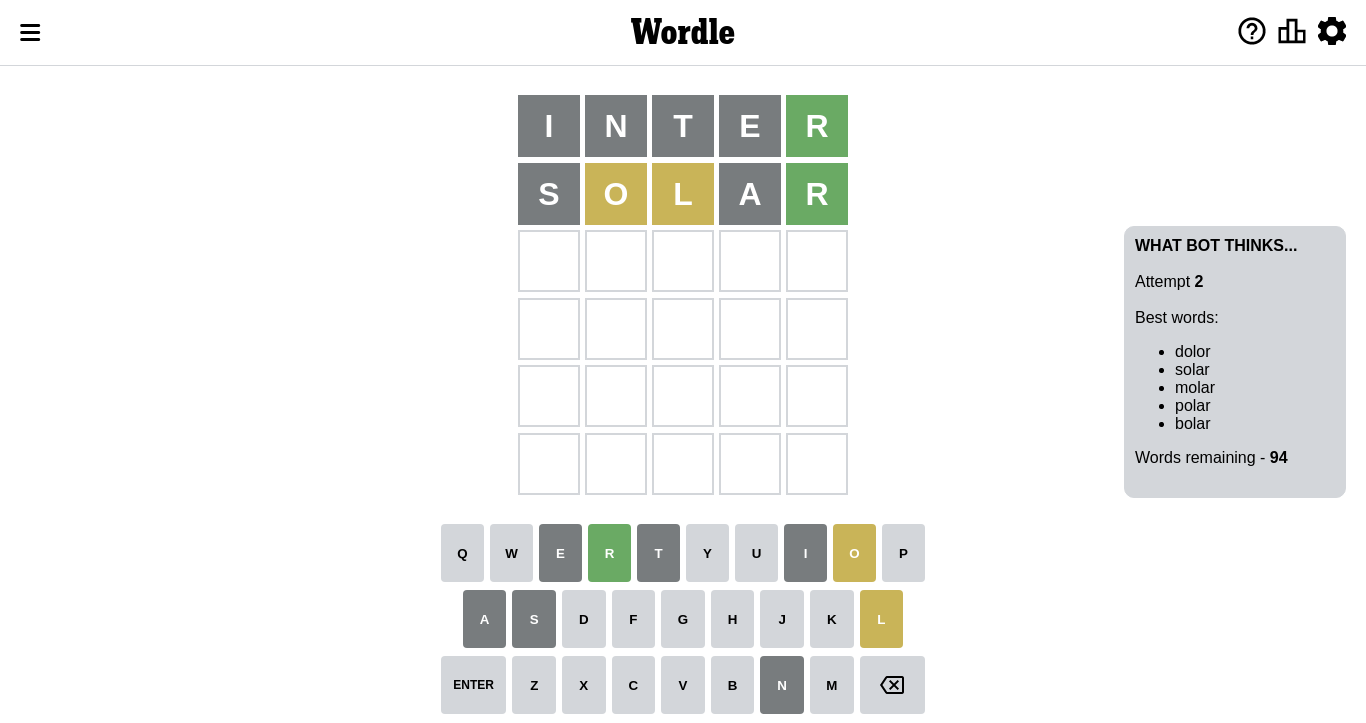 Wordle
I N T E R
S O L A R
WHAT BOT THINKS...
Attempt 2
Best words:
dolor
solar
molar
polar
bolar
Words remaining - 94
Q W E R T Y U I O P
A S D F G H J K L
ENTER Z X C V B N M